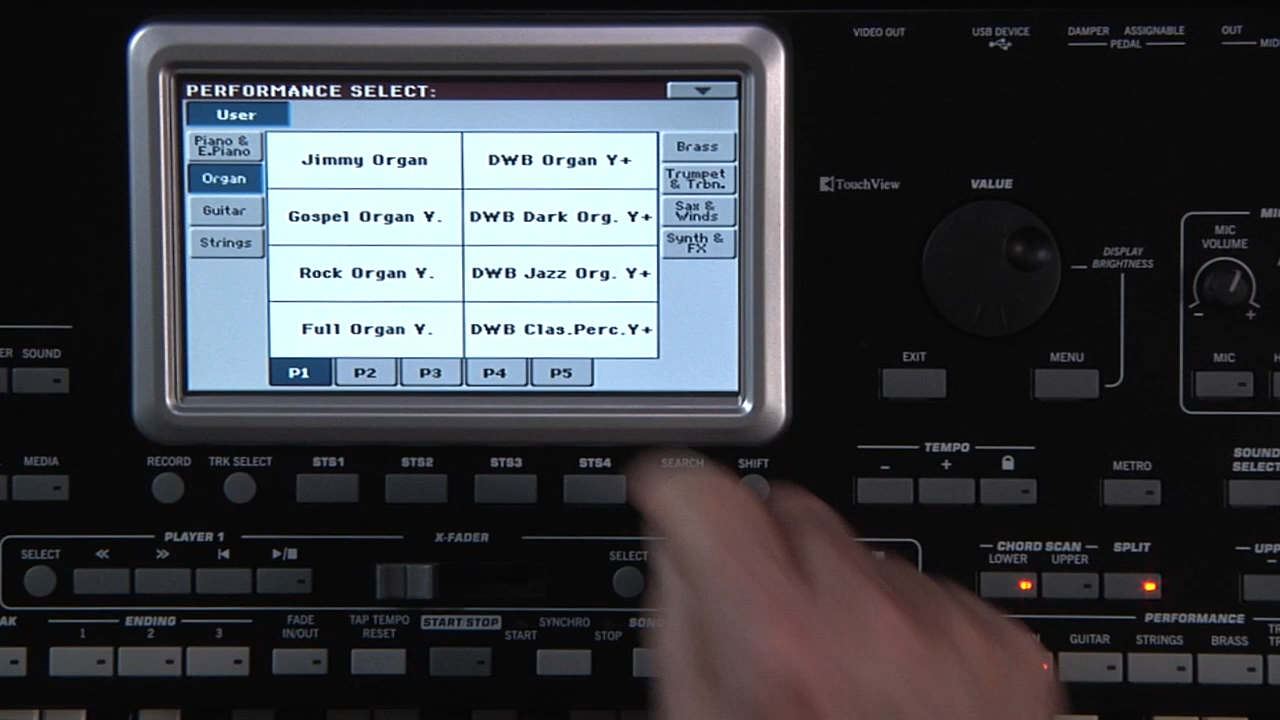 VIDEO OUT
USB DEVICE
DAMPER ASSIGNABLE
PEDAL
OUT
PERFORMANCE SELECT:
User
Piano & E.Piano
Organ
Guitar
Strings
Jimmy Organ
DWB Organ Y+
Gospel Organ Y.
DWB Dark Org. Y+
Rock Organ Y.
DWB Jazz Org. Y+
Full Organ Y.
DWB Clas.Perc.Y+
Brass
Trumpet & Trbn.
Sax & Winds
Synth & FX
P1 P2 P3 P4 P5
TouchView
VALUE
DISPLAY
BRIGHTNESS
MIC
VOLUME
- +
EXIT
MENU
MIC
SOUND
MEDIA
RECORD
TRK SELECT
STS1
STS2
STS3
STS4
SEARCH
SHIFT
TEMPO
- +
METRO
SOUND
SELECT
PLAYER 1
X-FADER
SELECT
SELECT
CHORD SCAN
LOWER UPPER
SPLIT
ENDING
1 2 3
FADE
IN/OUT
TAP TEMPO
RESET
START STOP
SYNCHRO
START STOP
PERFORMANCE
GUITAR
STRINGS
BRASS